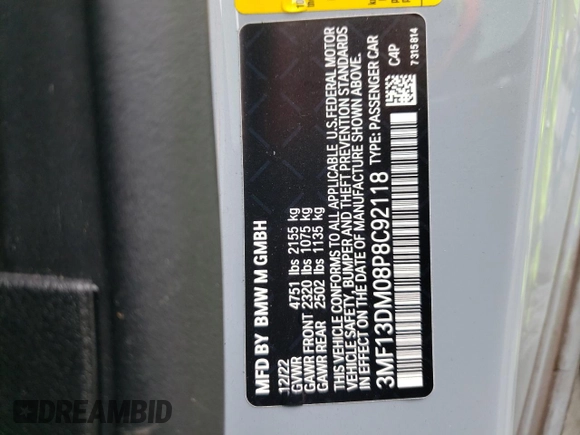 MFD BY BMW M GMBH
12/22
GVWR 4751 lbs 2155 kg
GAWR FRONT 2320 lbs 1075 kg
GAWR REAR 2502 lbs 1135 kg
THIS VEHICLE CONFORMS TO ALL APPLICABLE U.S.FEDERAL MOTOR
VEHICLE SAFETY, BUMPER AND THEFT PREVENTION STANDARDS
IN EFFECT ON THE DATE OF MANUFACTURE SHOWN ABOVE.
3MF13DM08P8C92118 TYPE: PASSENGER CAR
C4P
7315814
DREAMBID